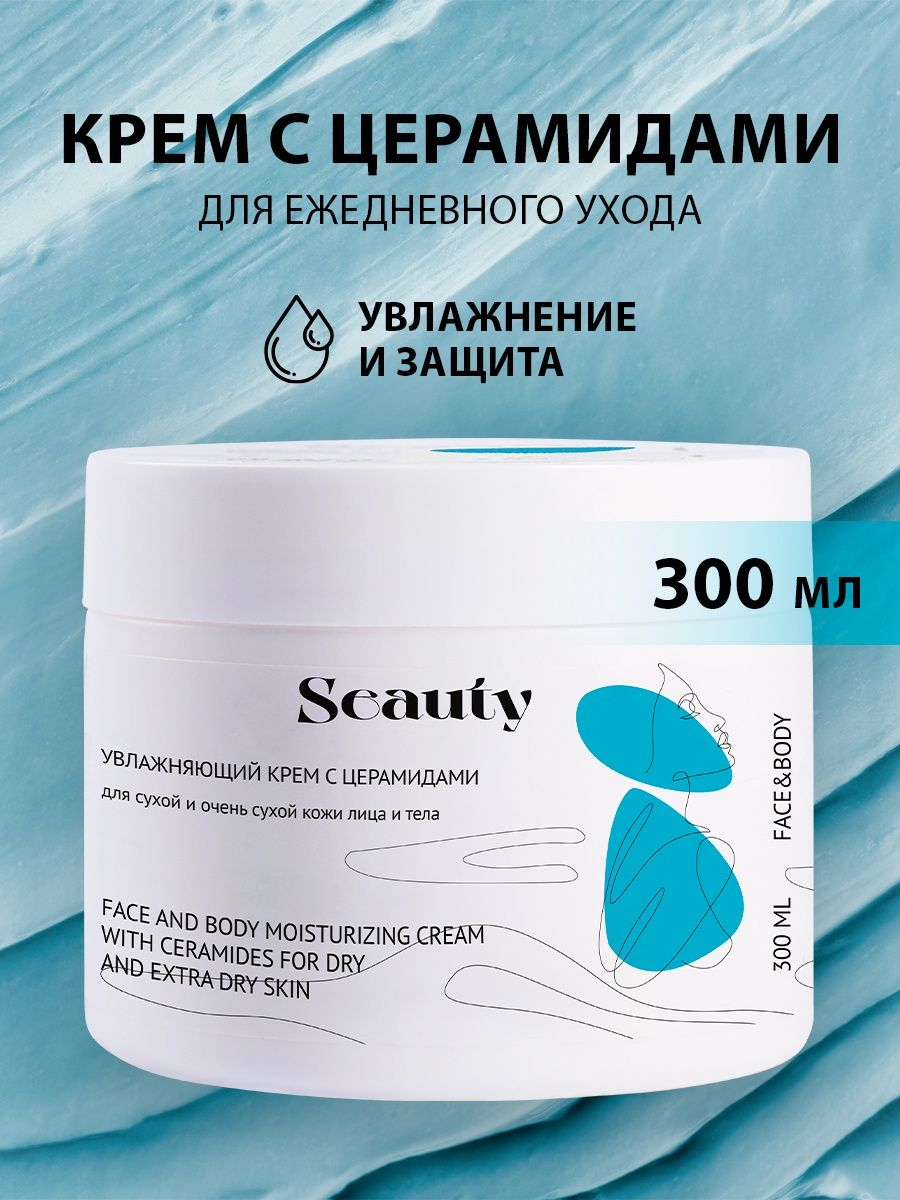 КРЕМ С ЦЕРАМИДАМИ
ДЛЯ ЕЖЕДНЕВНОГО УХОДА
УВЛАЖНЕНИЕ
И ЗАЩИТА
300 мл
Seauty
УВЛАЖНЯЮЩИЙ КРЕМ С ЦЕРАМИДАМИ
для сухой и очень сухой кожи лица и тела
FACE AND BODY MOISTURIZING CREAM
WITH CERAMIDES FOR DRY
AND EXTRA DRY SKIN
300 ML FACE&BODY